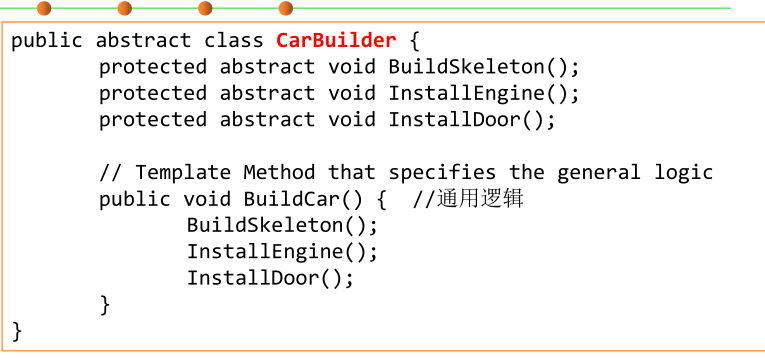 public abstract class CarBuilder {
protected abstract void BuildSkeleton();
protected abstract void InstallEngine();
protected abstract void InstallDoor();
// Template Method that specifies the general logic
public void BuildCar() { //通用逻辑
BuildSkeleton();
InstallEngine();
InstallDoor();
}
}